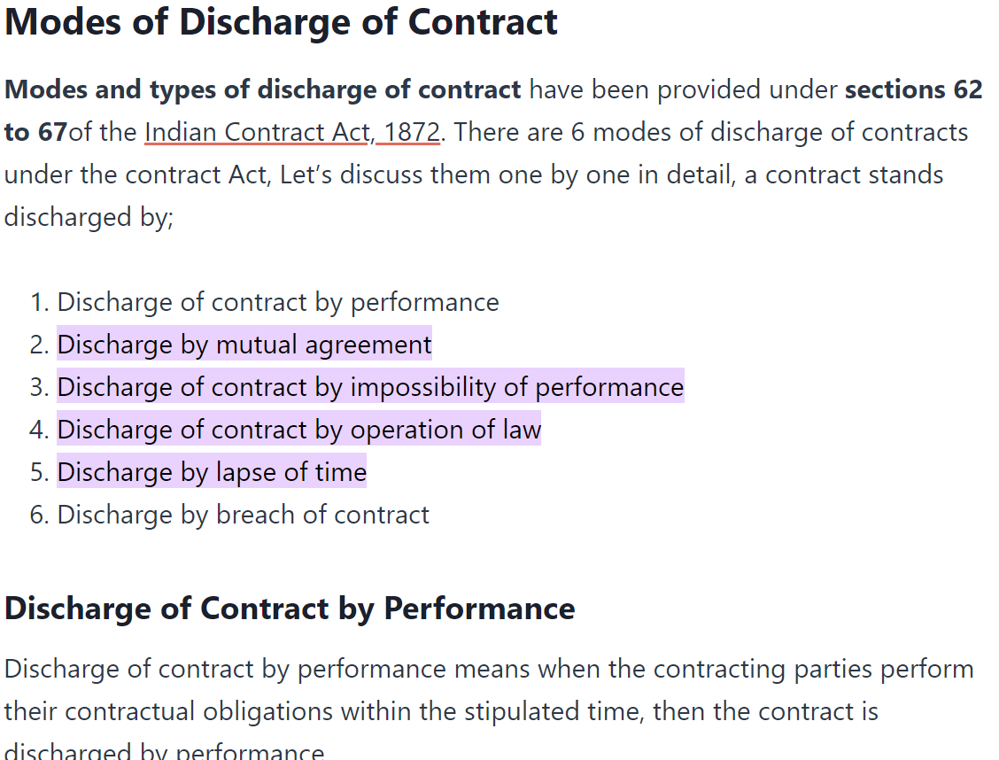 Modes of Discharge of Contract
Modes and types of discharge of contract have been provided under sections 62
to 67of the Indian Contract Act, 1872. There are 6 modes of discharge of contracts
under the contract Act, Let’s discuss them one by one in detail, a contract stands
discharged by;
1. Discharge of contract by performance
2. Discharge by mutual agreement
3. Discharge of contract by impossibility of performance
4. Discharge of contract by operation of law
5. Discharge by lapse of time
6. Discharge by breach of contract
Discharge of Contract by Performance
Discharge of contract by performance means when the contracting parties perform
their contractual obligations within the stipulated time, then the contract is
discharged by performance